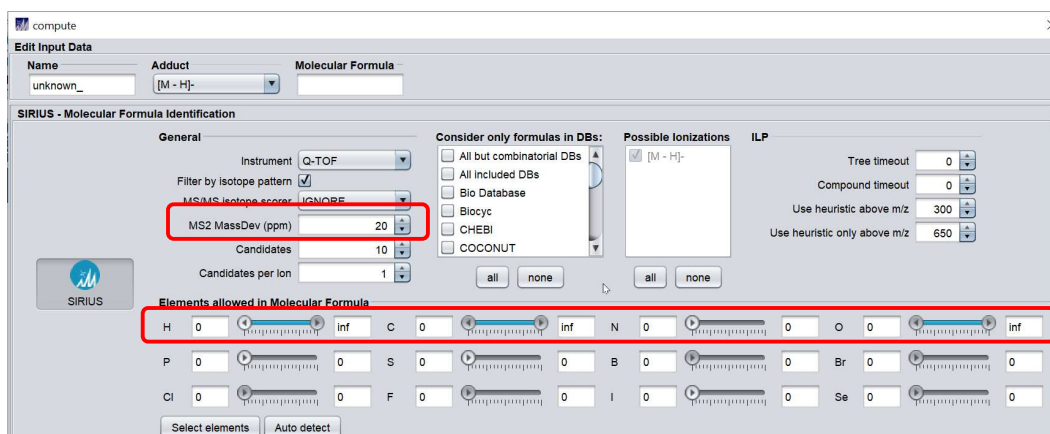 compute
Edit Input Data
Name Adduct Molecular Formula
unknown_ [M - H]-
SIRIUS - Molecular Formula Identification
General Consider only formulas in DBs: Possible Ionizations ILP
Instrument Q-TOF All but combinatorial DBs [M - H]- Tree timeout 0
Filter by isotope pattern All included DBs Compound timeout 0
MS/MS isotope scorer IGNORE Bio Database Use heuristic above m/z 300
MS2 MassDev (ppm) 20 Biocyc Use heuristic only above m/z 650
Candidates 10 CHEBI
Candidates per Ion 1 COCONUT
all none all none
SIRIUS
Elements allowed in Molecular Formula
H 0 inf C 0 inf N 0 0 O 0 inf
P 0 0 S 0 0 B 0 0 Br 0 0
Cl 0 0 F 0 0 I 0 0 Se 0 0
Select elements Auto detect